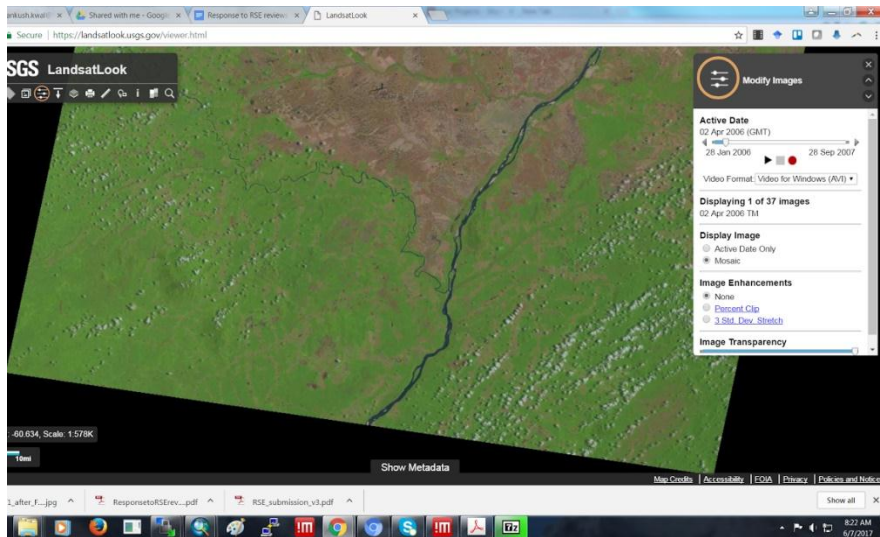 Shared with me - Google
Response to RSE review
LandsatLook
Secure | https://landsatlook.usgs.gov/viewer.html
SGS LandsatLook
Modify Images
Active Date
02 Apr 2006 (GMT)
28 Jan 2006 28 Sep 2007
Video Format: Video for Windows (AVI)
Displaying 1 of 37 images
02 Apr 2006 TM
Display Image
Active Date Only
Mosaic
Image Enhancements
None
Percent Clip
3 Std. Dev. Stretch
Image Transparency
: -60.634, Scale: 1:578K
10mi
Show Metadata
Map Credits | Accessibility | FOIA | Privacy | Policies and Notice
1_after_F....jpg
ResponsetoRSErev....pdf
RSE_submission_v3.pdf
Show all
8:22 AM
6/7/2017